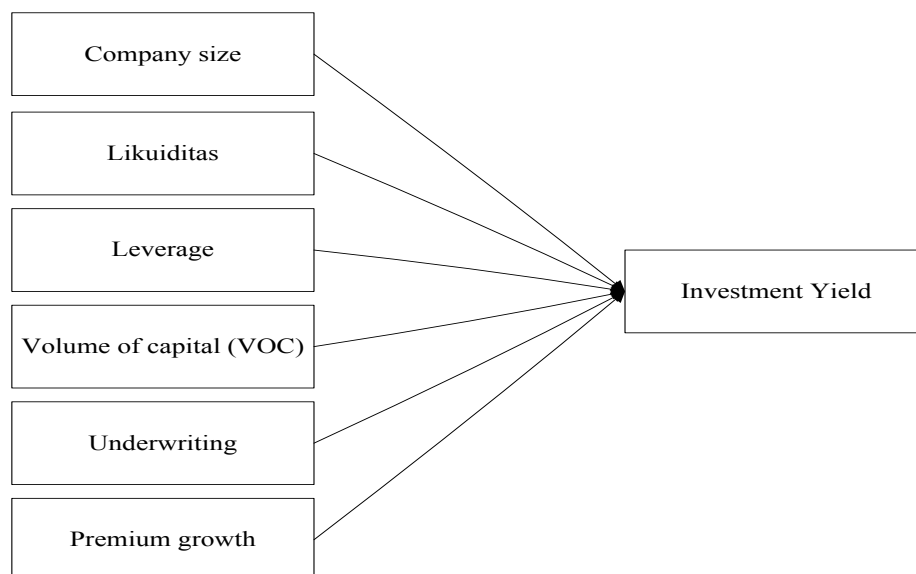 Company size
Likuiditas
Leverage
Investment Yield
Volume of capital (VOC)
Underwriting
Premium growth